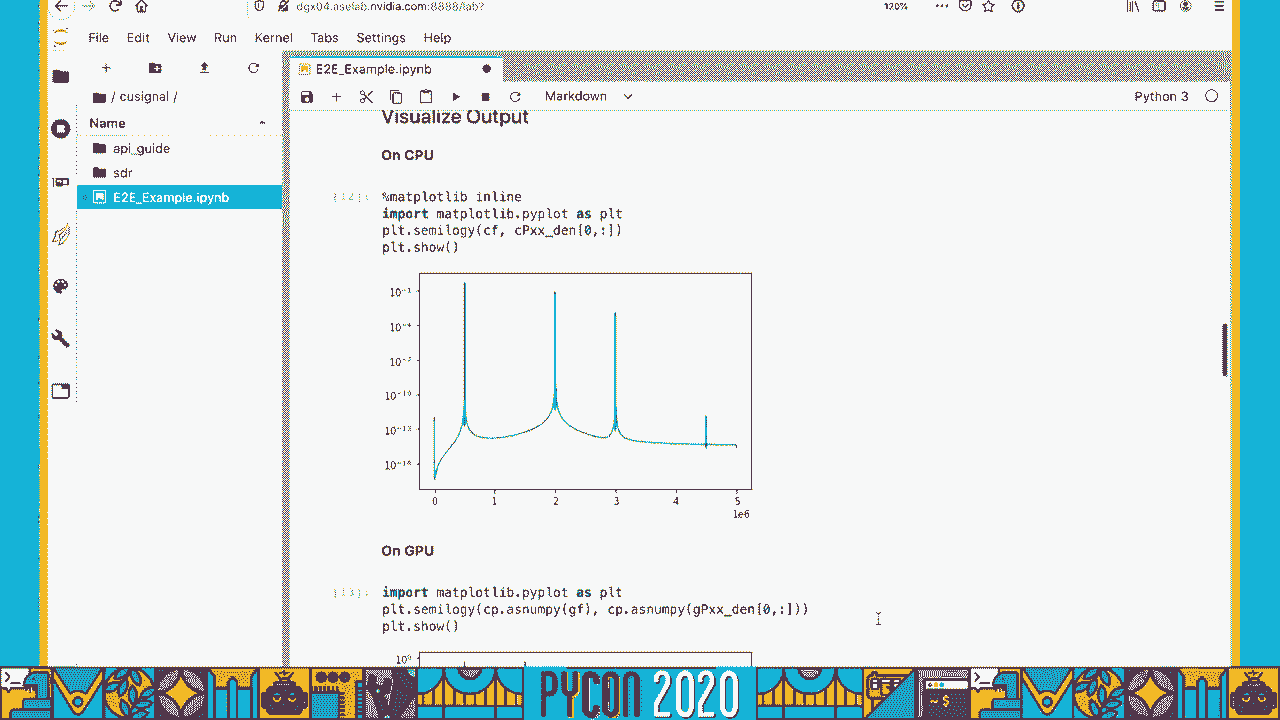 dgx04.aselab.nvidia.com:8888/lab?
120%
File Edit View Run Kernel Tabs Settings Help
E2E_Example.ipynb
/ cusignal /
Markdown
Python 3
Name
api_guide
sdr
E2E_Example.ipynb
Visualize Output
On CPU
[12]: %matplotlib inline
import matplotlib.pyplot as plt
plt.semilogy(cf, cPxx_den[0,:])
plt.show()
10⁻¹
10⁻⁴
10⁻⁷
10⁻¹⁰
10⁻¹³
10⁻¹⁶
0 1 2 3 4 5
1e6
On GPU
[13]: import matplotlib.pyplot as plt
plt.semilogy(cp.asnumpy(gf), cp.asnumpy(gPxx_den[0,:]))
plt.show()
PYCON 2020